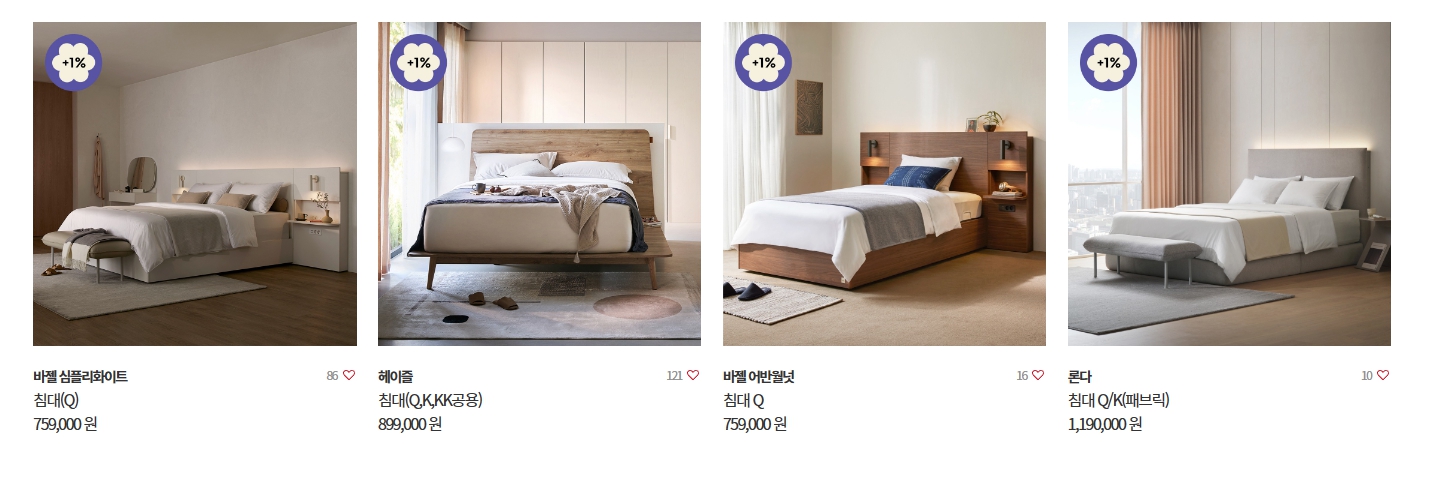 +1%
+1%
+1%
+1%
바젤 심플리화이트
86
침대(Q)
759,000 원
헤이즐
121
침대(Q,K,KK공용)
899,000 원
바젤 어반월넛
16
침대 Q
759,000 원
론다
10
침대 Q/K(패브릭)
1,190,000 원